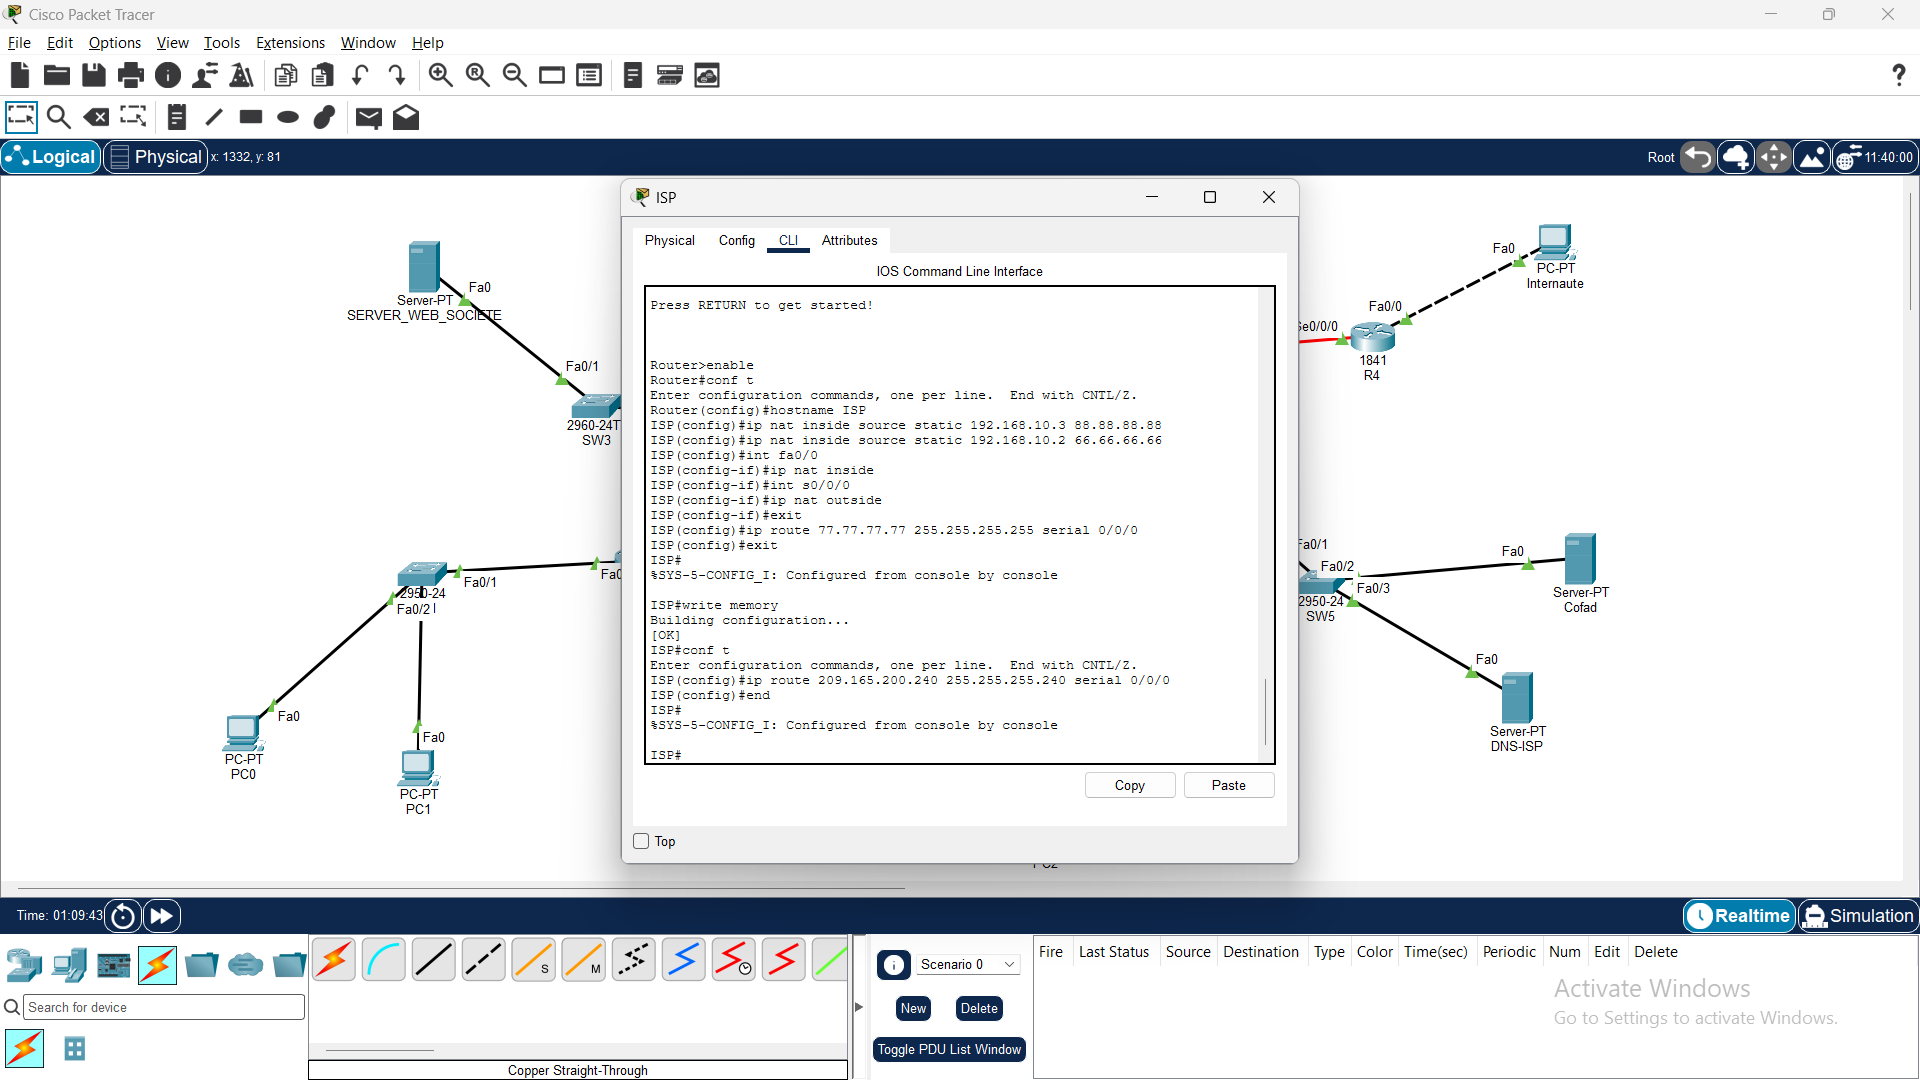 Cisco Packet Tracer
File Edit Options View Tools Extensions Window Help
Logical Physical x: 1332, y: 81 Root 11:40:00
ISP
Physical Config CLI Attributes
IOS Command Line Interface
Press RETURN to get started!
Router>enable
Router#conf t
Enter configuration commands, one per line. End with CNTL/Z.
Router(config)#hostname ISP
ISP(config)#ip nat inside source static 192.168.10.3 88.88.88.88
ISP(config)#ip nat inside source static 192.168.10.2 66.66.66.66
ISP(config)#int fa0/0
ISP(config-if)#ip nat inside
ISP(config-if)#int s0/0/0
ISP(config-if)#ip nat outside
ISP(config-if)#exit
ISP(config)#ip route 77.77.77.77 255.255.255.255 serial 0/0/0
ISP(config)#exit
ISP#
%SYS-5-CONFIG_I: Configured from console by console
ISP#write memory
Building configuration...
[OK]
ISP#conf t
Enter configuration commands, one per line. End with CNTL/Z.
ISP(config)#ip route 209.165.200.240 255.255.255.240 serial 0/0/0
ISP(config)#end
ISP#
%SYS-5-CONFIG_I: Configured from console by console
ISP#
Copy Paste
Top
Fa0
Server-PT
SERVER_WEB_SOCIETE
Fa0/1
2960-24T
SW3
Fa0/1
2950-24
Fa0/2
Fa0
PC-PT
PC0
Fa0
PC-PT
PC1
Fa0
PC-PT
Internaute
Fa0/0
Se0/0/0
1841
R4
Fa0/1
Fa0/2
Fa0/3
2950-24
SW5
Fa0
Server-PT
Cofad
Fa0
Server-PT
DNS-ISP
PC2
Time: 01:09:43 Realtime Simulation
Search for device
Copper Straight-Through
Scenario 0
New Delete
Toggle PDU List Window
Fire Last Status Source Destination Type Color Time(sec) Periodic Num Edit Delete
Activate Windows
Go to Settings to activate Windows.